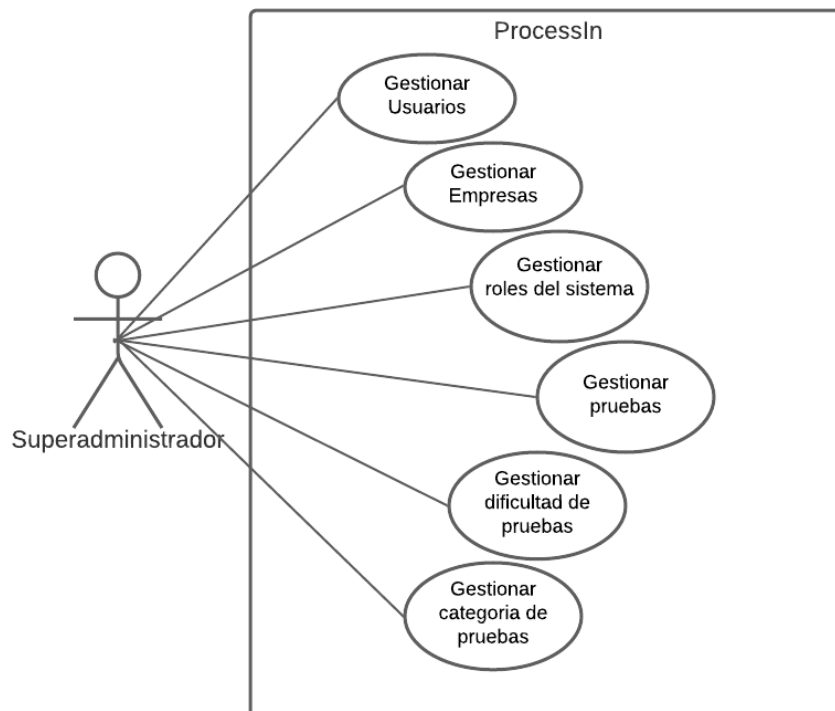 ProcessIn
Gestionar
Usuarios
Gestionar
Empresas
Gestionar
roles del sistema
Gestionar
pruebas
Superadministrador
Gestionar
dificultad de
pruebas
Gestionar
categoria de
pruebas